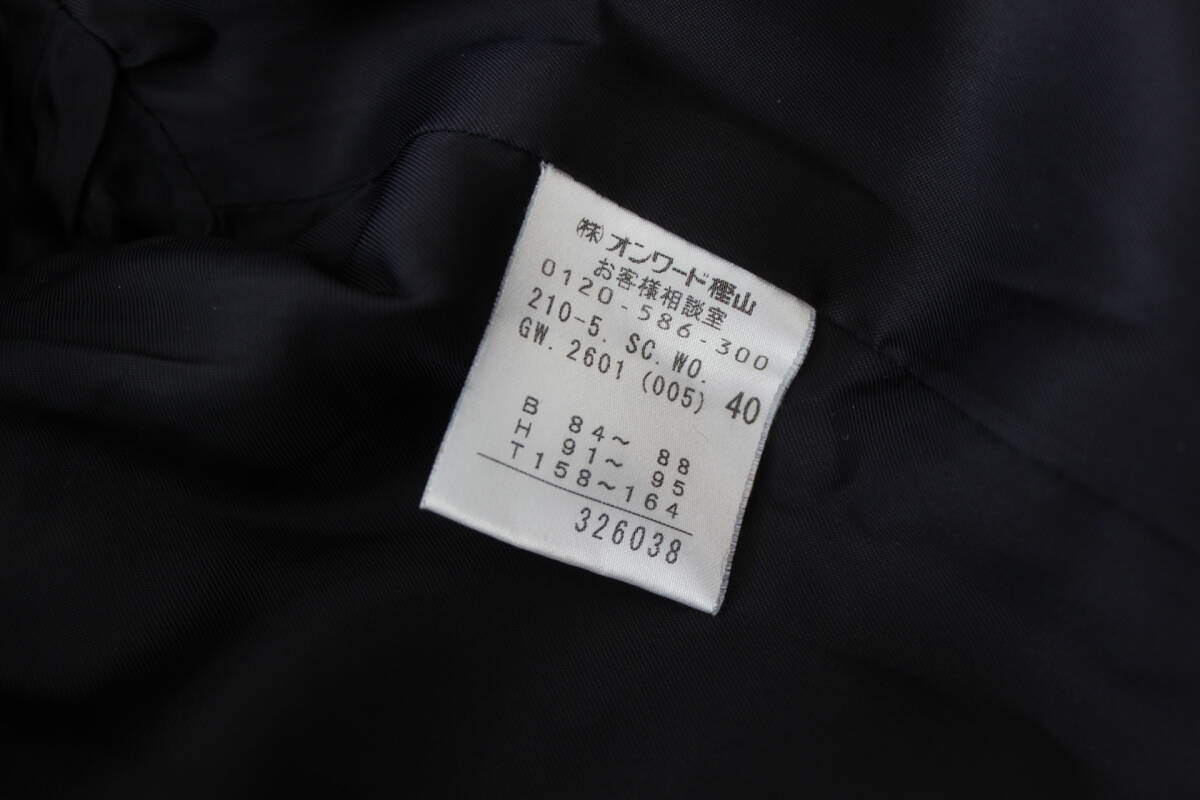 ㈱オンワード樫山
お客様相談室
0120-586-300
210-5. SC. WO.
GW. 2601 (005) 40
B 84～ 88
H 91～ 95
T158～164
326038